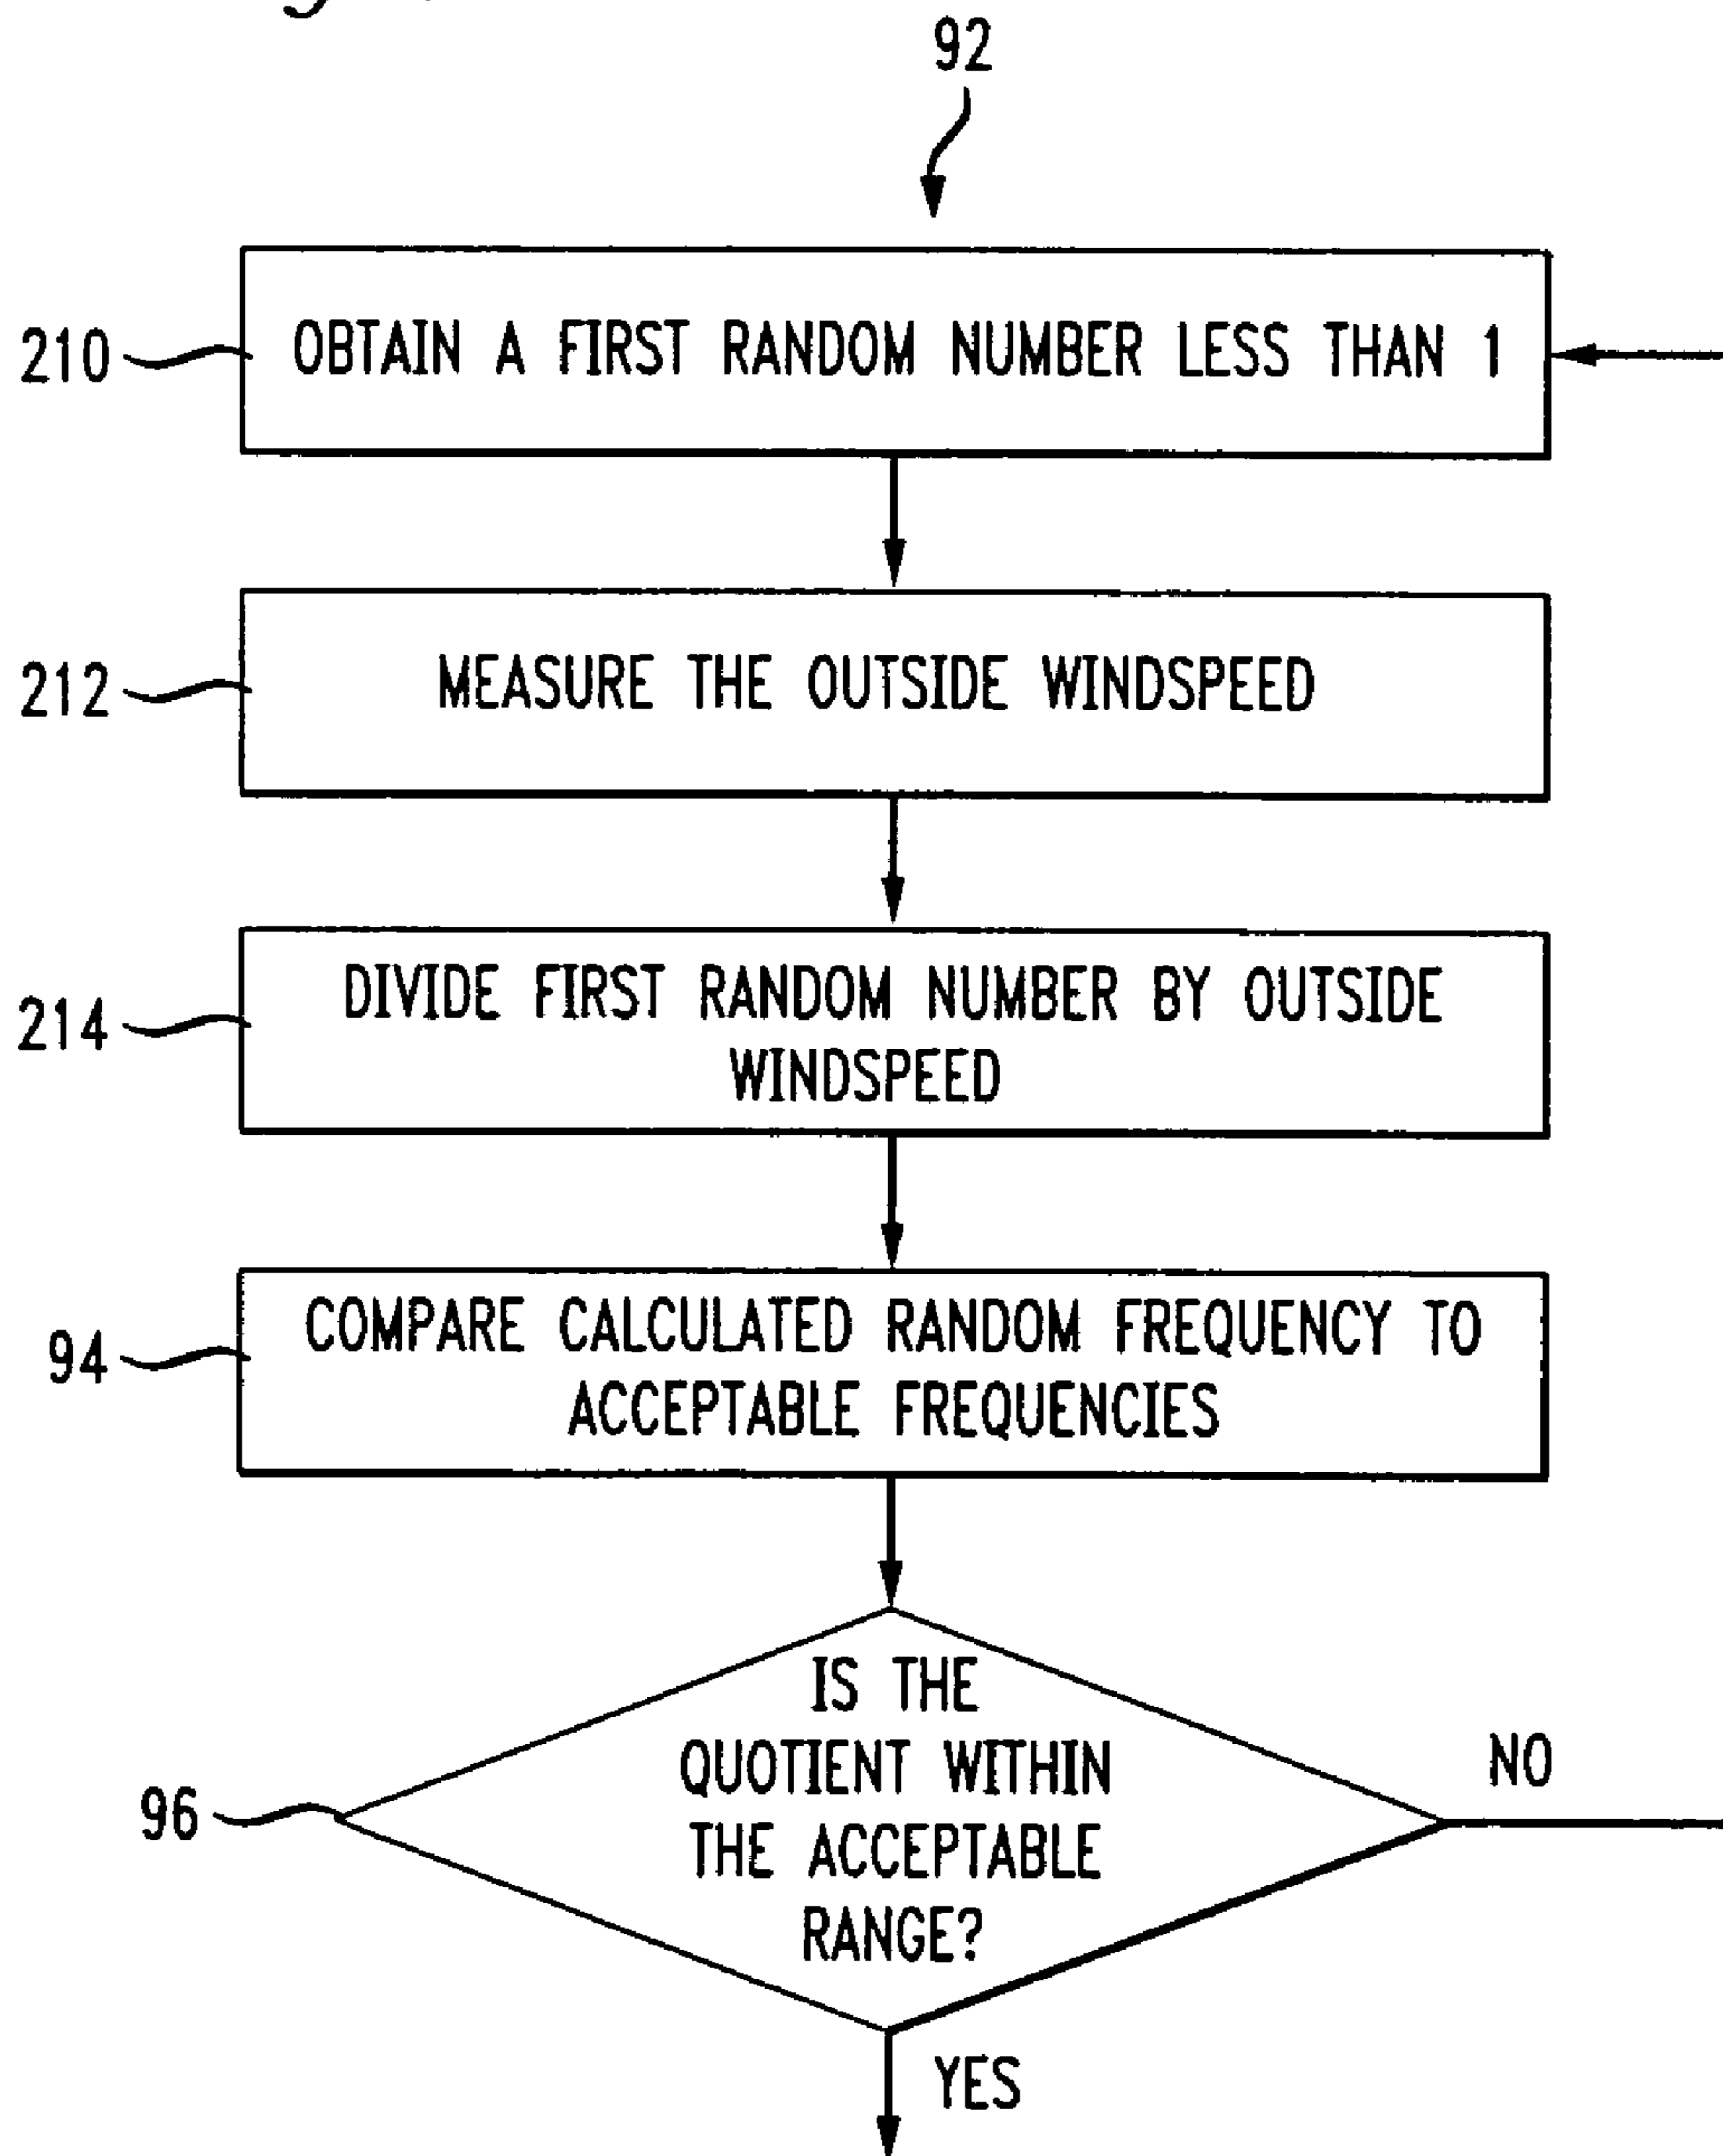 92
210
OBTAIN A FIRST RANDOM NUMBER LESS THAN 1
212
MEASURE THE OUTSIDE WINDSPEED
214
DIVIDE FIRST RANDOM NUMBER BY OUTSIDE
WINDSPEED
94
COMPARE CALCULATED RANDOM FREQUENCY TO
ACCEPTABLE FREQUENCIES
96
IS THE
QUOTIENT WITHIN
THE ACCEPTABLE
RANGE?
NO
YES